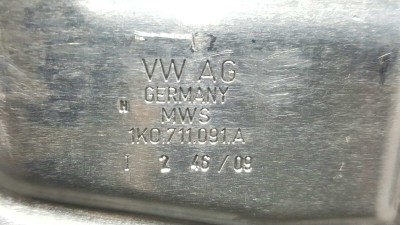 VW AG
GERMANY
H
MWS
1K0.711.091.A
1 2 46/09